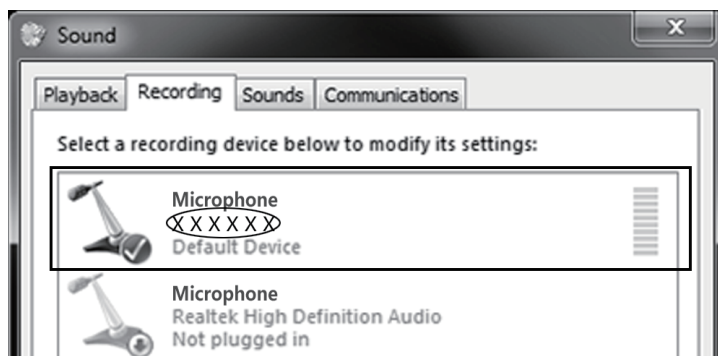 Sound
x
Playback Recording Sounds Communications
Select a recording device below to modify its settings:
Microphone
X X X X X X
Default Device
Microphone
Realtek High Definition Audio
Not plugged in